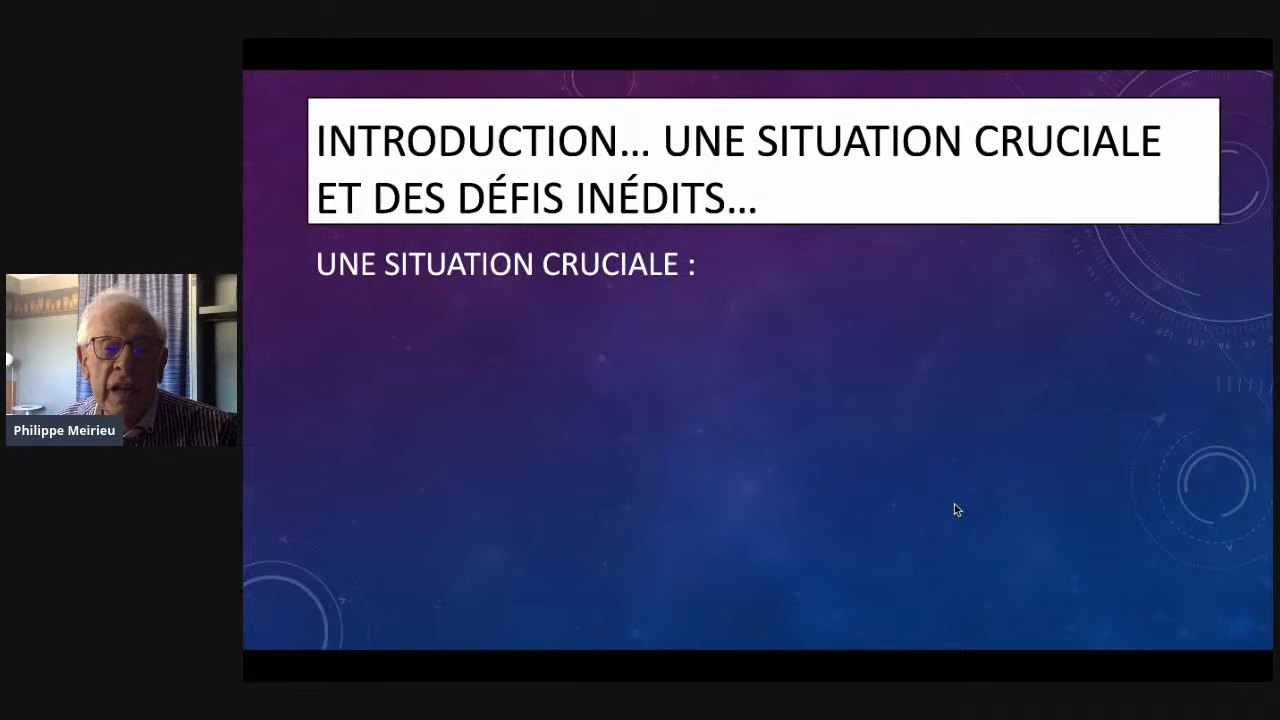 INTRODUCTION... UNE SITUATION CRUCIALE
ET DES DÉFIS INÉDITS...
UNE SITUATION CRUCIALE :
Philippe Meirieu